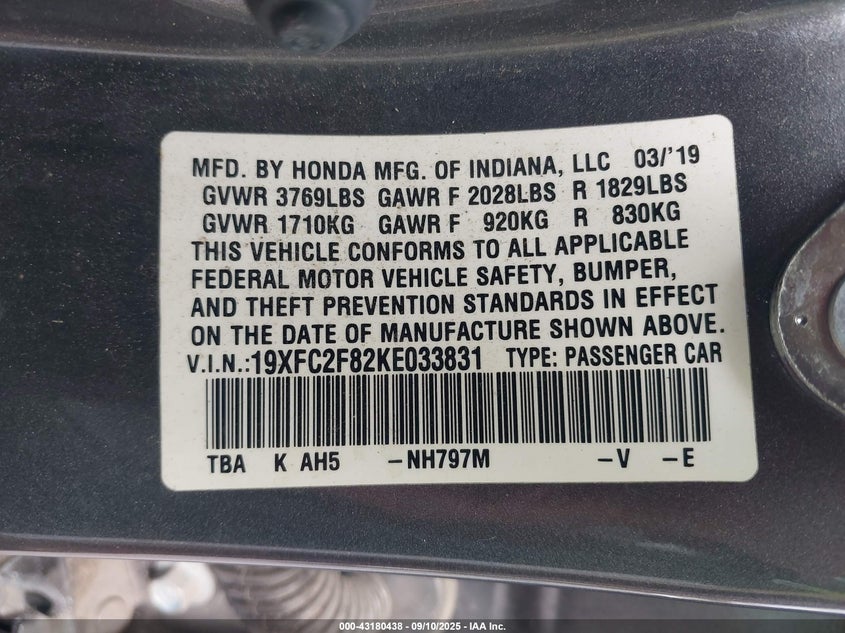 MFD. BY HONDA MFG. OF INDIANA, LLC 03/'19
GVWR 3769LBS GAWR F 2028LBS R 1829LBS
GVWR 1710KG GAWR F 920KG R 830KG
THIS VEHICLE CONFORMS TO ALL APPLICABLE
FEDERAL MOTOR VEHICLE SAFETY, BUMPER,
AND THEFT PREVENTION STANDARDS IN EFFECT
ON THE DATE OF MANUFACTURE SHOWN ABOVE.
V.I.N.:19XFC2F82KE033831 TYPE: PASSENGER CAR
TBA K AH5 -NH797M -V -E
000-43180438 - 09/10/2025 - IAA Inc.